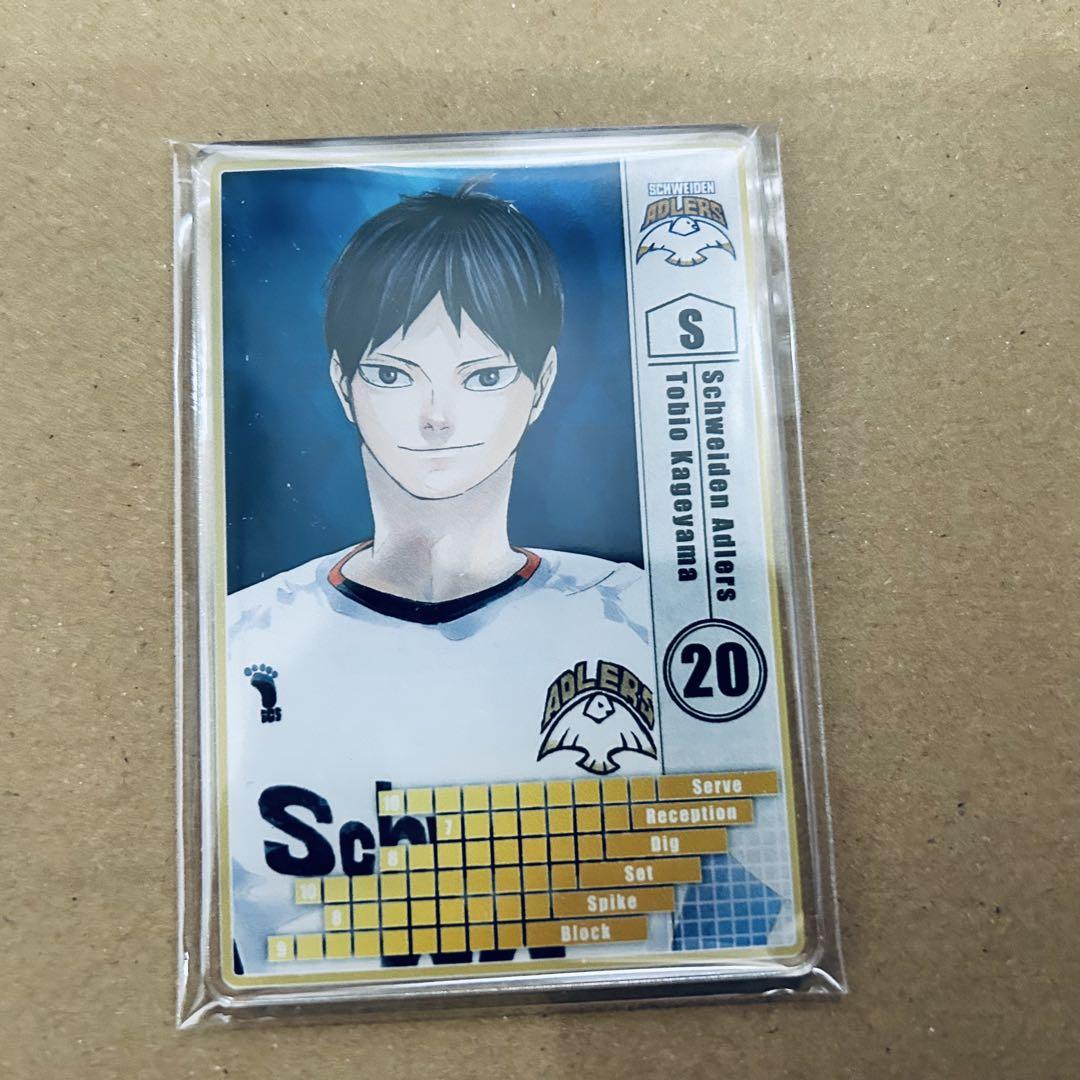 SCHWEIDEN
ADLERS
S
Schweiden Adlers
Tobio Kageyama
20
ADLERS
SGS
Sch
10 Serve
7 Reception
8 Dig
10 Set
8 Spike
9 Block